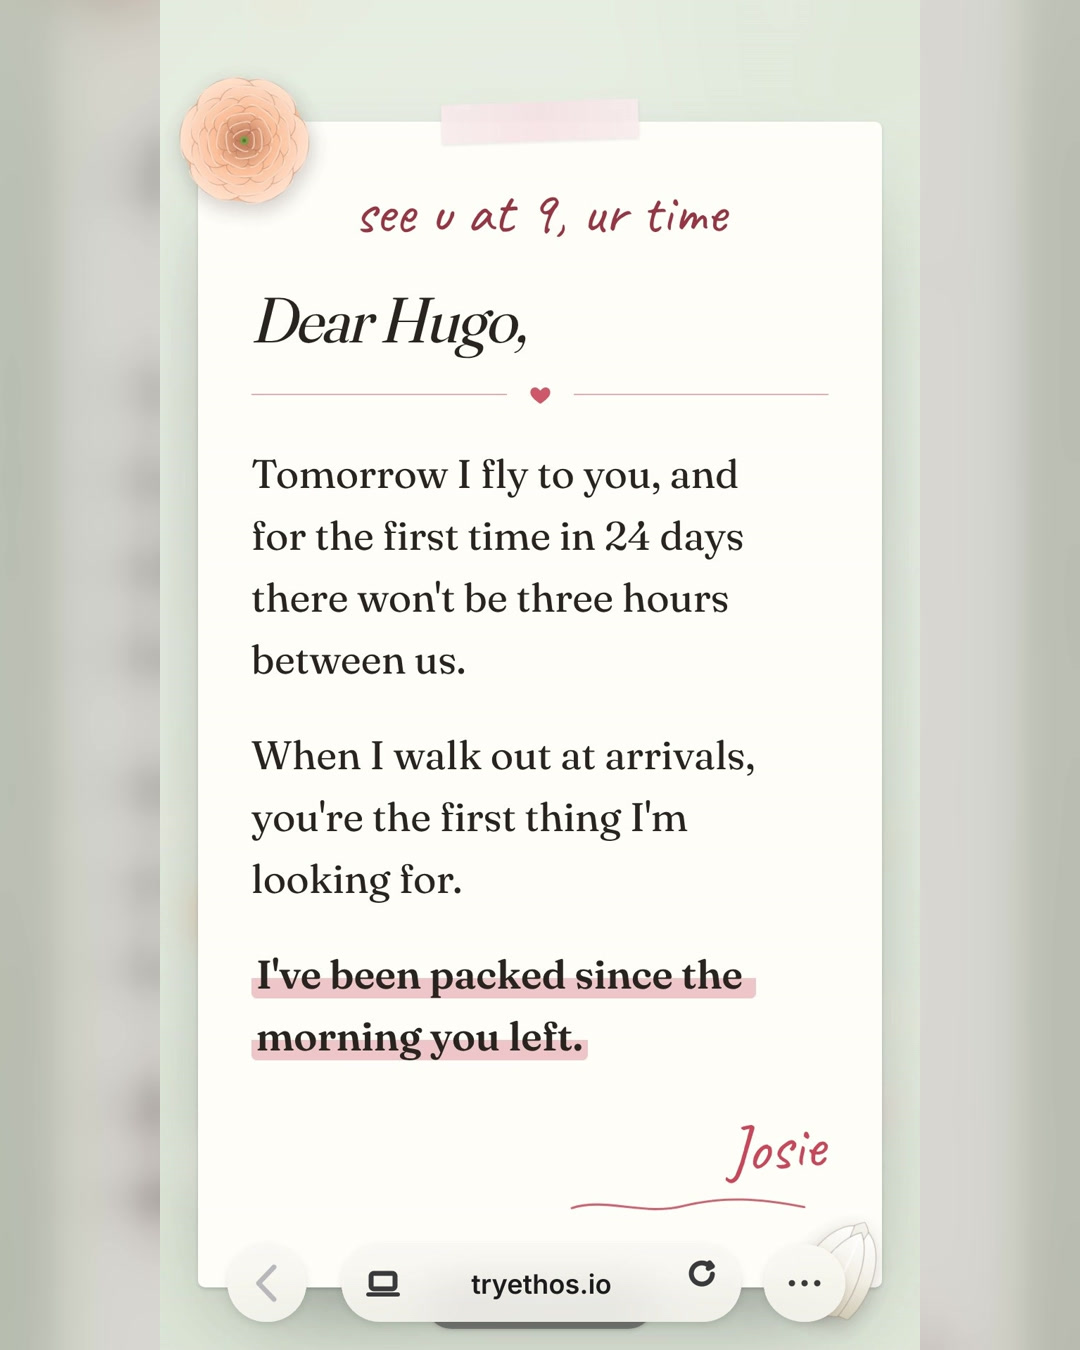 see u at 9, ur time
Dear Hugo,
Tomorrow I fly to you, and
for the first time in 24 days
there won't be three hours
between us.
When I walk out at arrivals,
you're the first thing I'm
looking for.
I've been packed since the
morning you left.
Josie
tryethos.io